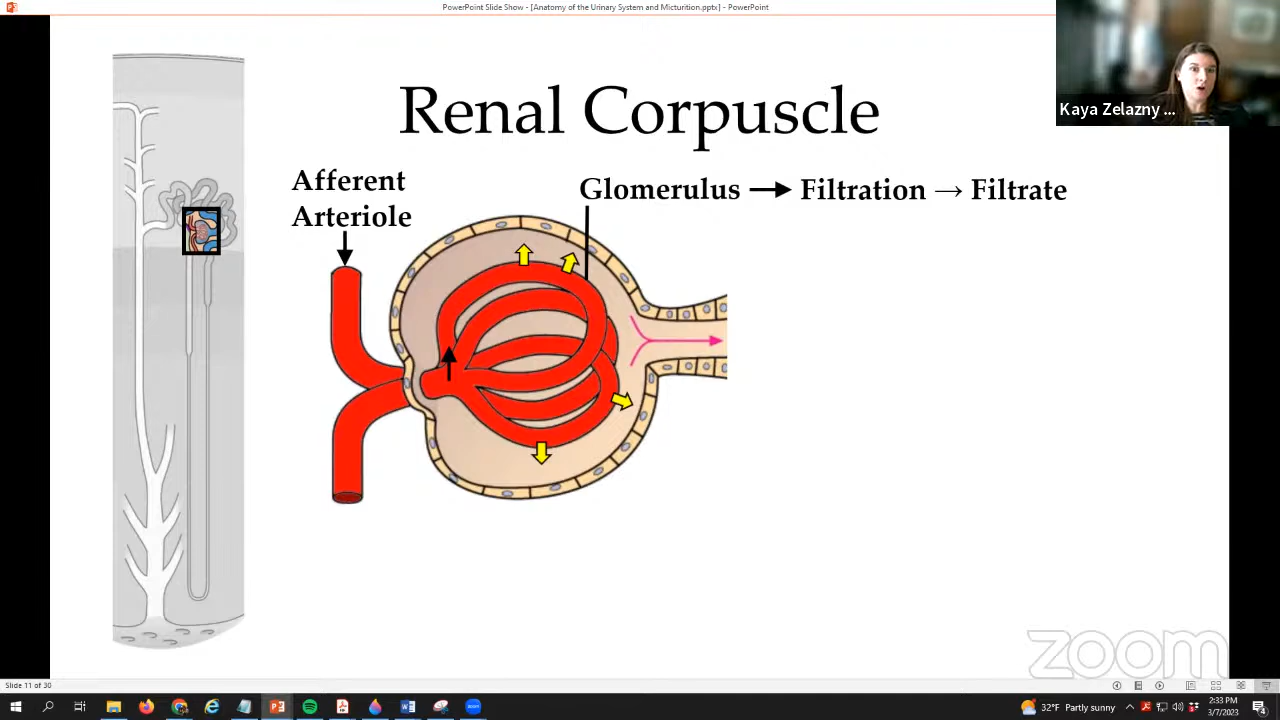 PowerPoint Slide Show - [Anatomy of the Urinary System and Micturition.pptx] - PowerPoint
Kaya Zelazny ...
Renal Corpuscle
Afferent
Arteriole
Glomerulus → Filtration → Filtrate
zoom
Slide 11 of 30
32°F Partly sunny
2:33 PM
3/7/2023